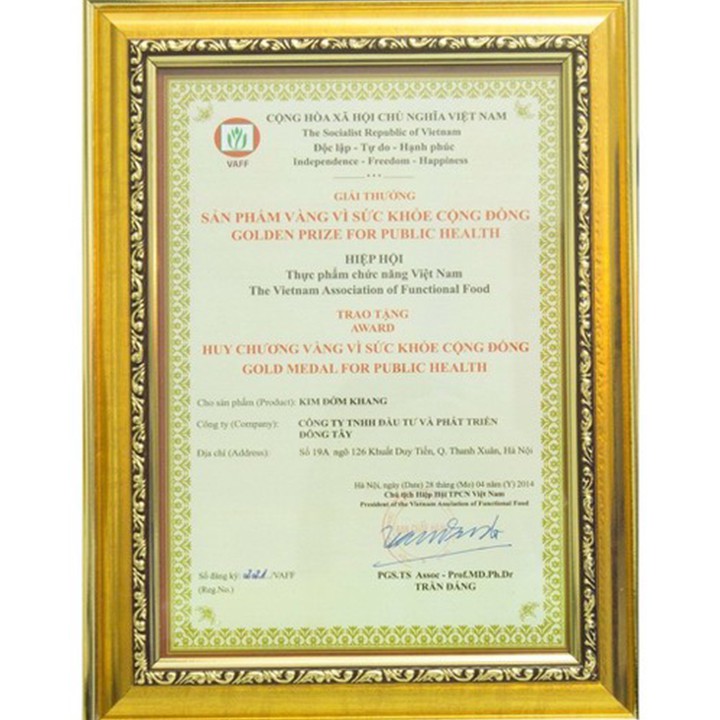 CỘNG HÒA XÃ HỘI CHỦ NGHĨA VIỆT NAM
The Socialist Republic of Vietnam
Độc lập - Tự do - Hạnh phúc
Independence - Freedom - Happiness
VAFF
GIẢI THƯỞNG
SẢN PHẨM VÀNG VÌ SỨC KHỎE CỘNG ĐỒNG
GOLDEN PRIZE FOR PUBLIC HEALTH
HIỆP HỘI
Thực phẩm chức năng Việt Nam
The Vietnam Association of Functional Food
TRAO TẶNG
AWARD
HUY CHƯƠNG VÀNG VÌ SỨC KHỎE CỘNG ĐỒNG
GOLD MEDAL FOR PUBLIC HEALTH
Cho sản phẩm (Product): KIM ĐỜM KHANG
Công ty (Company): CÔNG TY TNHH ĐẦU TƯ VÀ PHÁT TRIỂN
ĐÔNG TÂY
Địa chỉ (Address): Số 19A ngõ 126 Khuất Duy Tiến, Q. Thanh Xuân, Hà Nội
Hà Nội, ngày (Date) 28 tháng (Mo) 04 năm (Y) 2014
Chủ tịch Hiệp Hội TPCN Việt Nam
President of the Vietnam Asociation of Functional Food
Số đăng ký: 221../VAFF
(Reg.No.)
PGS.TS Assoc - Prof.MD.Ph.Dr
TRẦN ĐÁNG